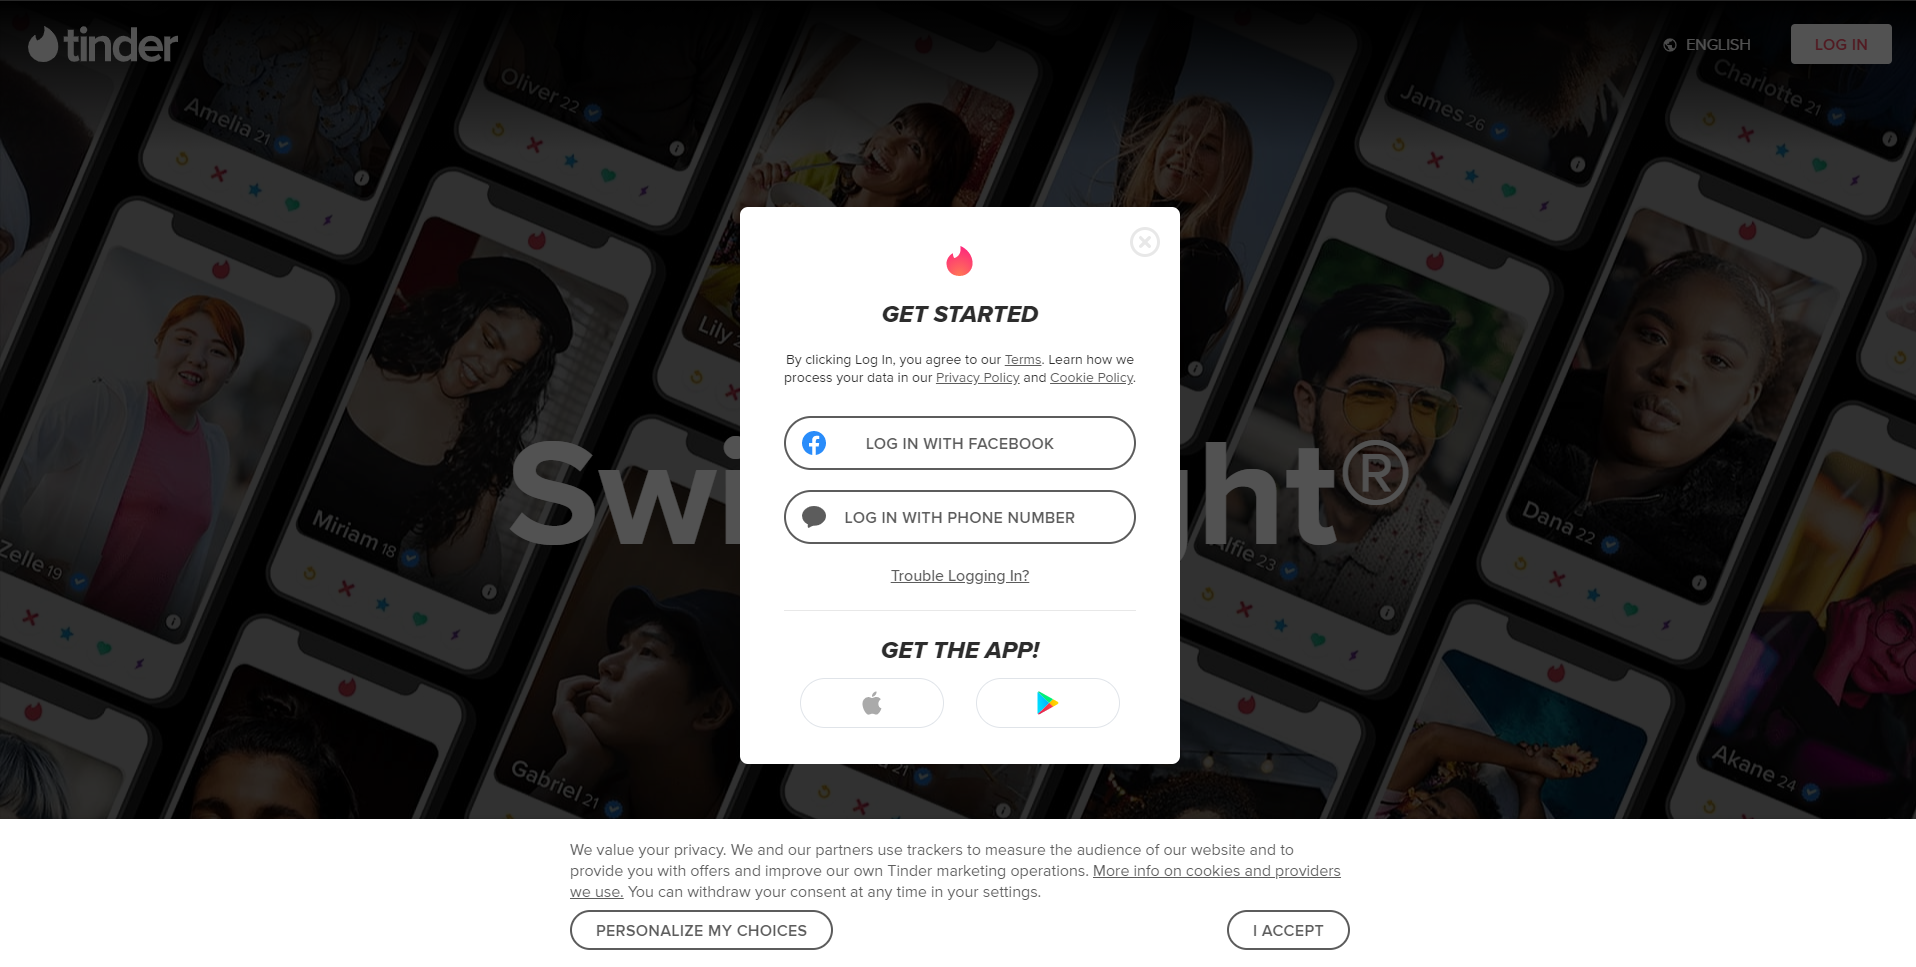 tinder
ENGLISH
LOG IN
Amelia 21
Oliver 22
James 26
Charlotte 21
GET STARTED
By clicking Log In, you agree to our Terms. Learn how we
process your data in our Privacy Policy and Cookie Policy.
LOG IN WITH FACEBOOK
LOG IN WITH PHONE NUMBER
Trouble Logging In?
GET THE APP!
Lily
Swi
ght®
Zelle 19
Miriam 18
Alfie 23
Dana 22
Gabriel 21
21
Akane 24
We value your privacy. We and our partners use trackers to measure the audience of our website and to
provide you with offers and improve our own Tinder marketing operations. More info on cookies and providers
we use. You can withdraw your consent at any time in your settings.
PERSONALIZE MY CHOICES
I ACCEPT